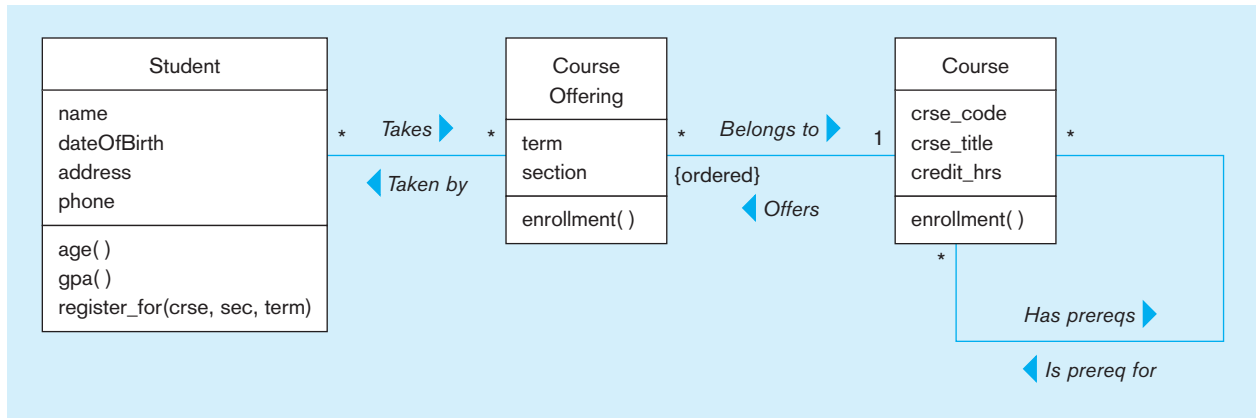 Student
name
dateOfBirth
address
phone
age( )
gpa( )
register_for(crse, sec, term)
*
Takes
*
Taken by
Course
Offering
term
section
enrollment( )
*
Belongs to
1
{ordered}
Offers
Course
crse_code
crse_title
credit_hrs
enrollment( )
*
*
Has prereqs
Is prereq for